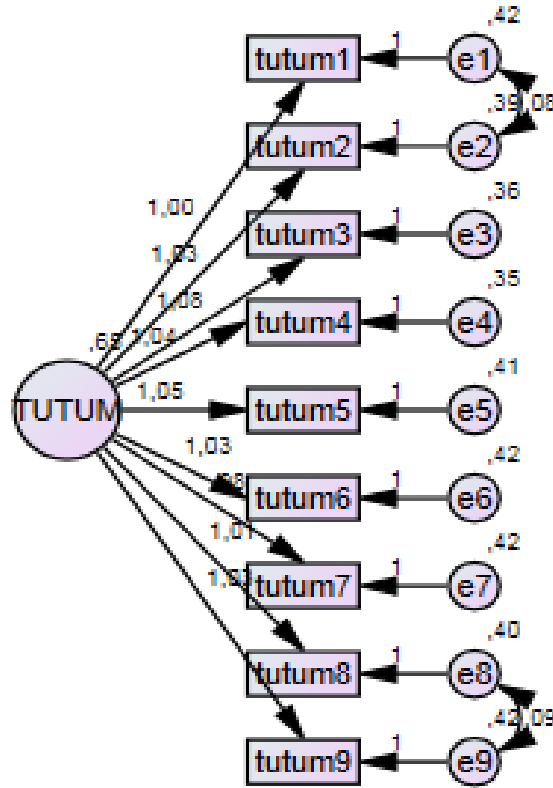 ,42
tutum1
1
e1
,39
,08
tutum2
1
e2
,36
1,00
tutum3
1
e3
1,03
,35
1,08
tutum4
1
e4
1,04
,41
TUTUM
1,05
tutum5
1
e5
,42
1,03
tutum6
1
e6
,42
1,01
tutum7
1
e7
,40
tutum8
1
e8
,42
,09
tutum9
1
e9